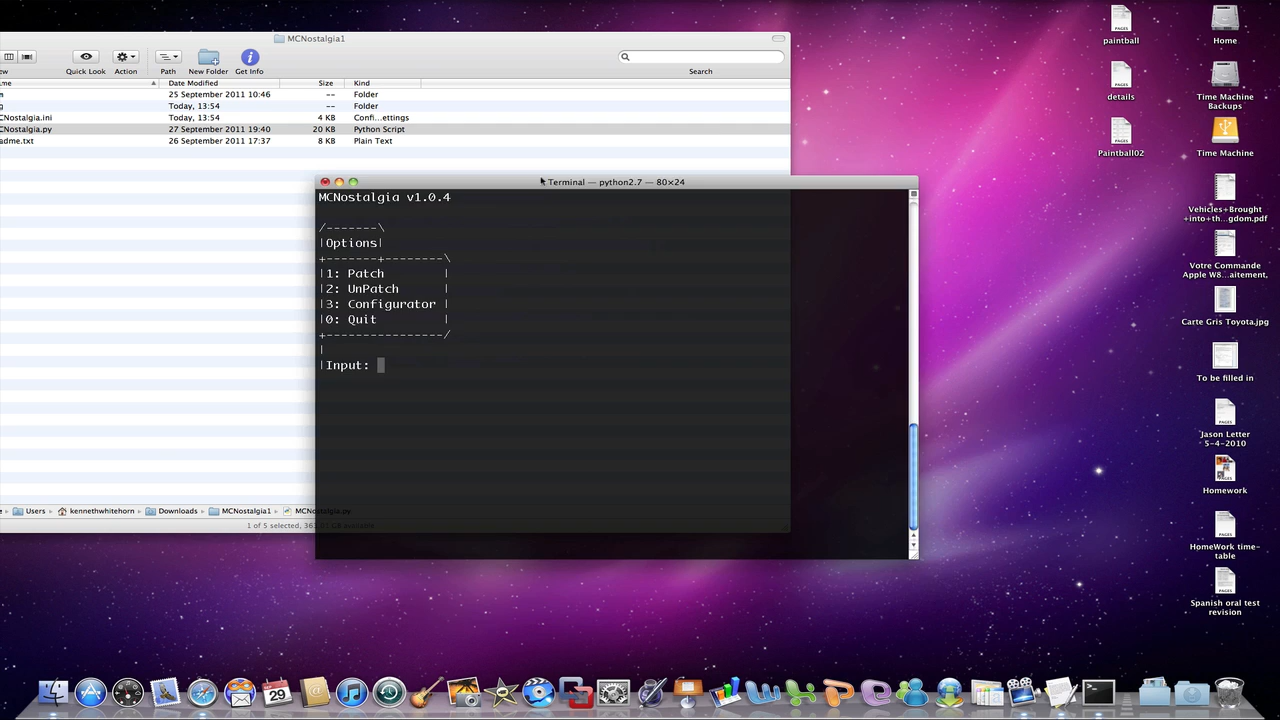 MCNostalgia1
ew
Quick Look
Action
Path
New Folder
Get Info
Search
me
Date Modified
Size
Kind
n
25 September 2011 10:46
--
Folder
g
Today, 13:54
--
Folder
CNostalgia.ini
Today, 13:54
4 KB
Confi...ettings
CNostalgia.py
27 September 2011 19:40
20 KB
Python Script
adme.txt
26 September 2011 17:37
8 KB
Plain Text
Terminal — python2.7 — 80×24
MCNostalgia v1.0.4
/-------\
|Options|
+-------+--------\
|1: Patch        |
|2: UnPatch      |
|3: Configurator |
|0: Quit         |
+----------------/
|
|Input:
Users
kennethwhitehorn
Downloads
MCNostalgia1
MCNostalgia.py
1 of 5 selected
paintball
details
Paintball02
Home
Time Machine
Backups
Time Machine
Vehicles+Brought
+into+th...gdom.pdf
Votre Commande
Apple W8...aitement,
Carte Gris Toyota.jpg
To be filled in
Jason Letter
5-4-2010
Homework
HomeWork time-
table
Spanish oral test
revision
29